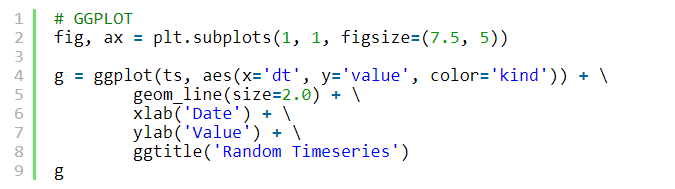 1 # GGPLOT
2 fig, ax = plt.subplots(1, 1, figsize=(7.5, 5))
3
4 g = ggplot(ts, aes(x='dt', y='value', color='kind')) + \
5         geom_line(size=2.0) + \
6         xlab('Date') + \
7         ylab('Value') + \
8         ggtitle('Random Timeseries')
9 g